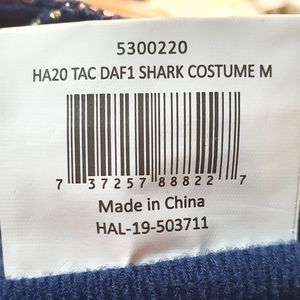 5300220
HA20 TAC DAF1 SHARK COSTUME M
7 37257 88822 7
Made in China
HAL-19-503711